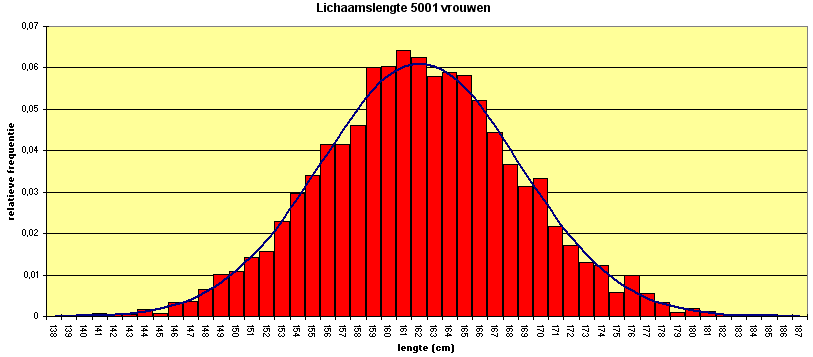 Lichaamslengte 5001 vrouwen
0,07
0,06
0,05
0,04
0,03
0,02
0,01
0
relatieve frequentie
138 139 140 141 142 143 144 145 146 147 148 149 150 151 152 153 154 155 156 157 158 159 160 161 162 163 164 165 166 167 168 169 170 171 172 173 174 175 176 177 178 179 180 181 182 183 184 185 186 187
lengte (cm)